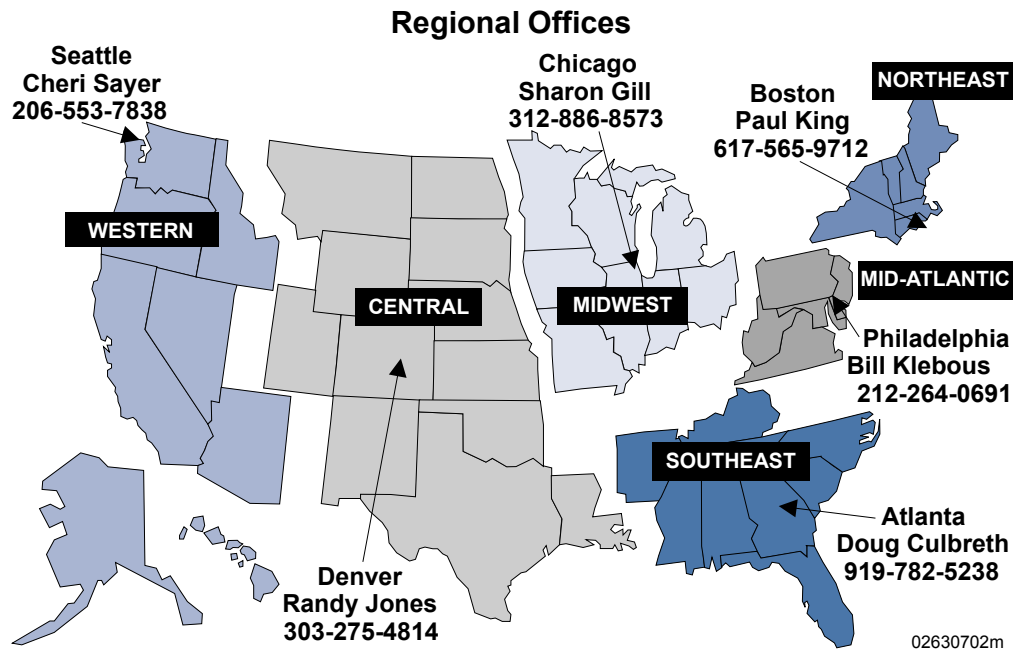 Regional Offices
Seattle
Cheri Sayer
206-553-7838
Chicago
Sharon Gill
312-886-8573
NORTHEAST
Boston
Paul King
617-565-9712
WESTERN
CENTRAL
MIDWEST
MID-ATLANTIC
Philadelphia
Bill Klebous
212-264-0691
SOUTHEAST
Atlanta
Doug Culbreth
919-782-5238
Denver
Randy Jones
303-275-4814
02630702m